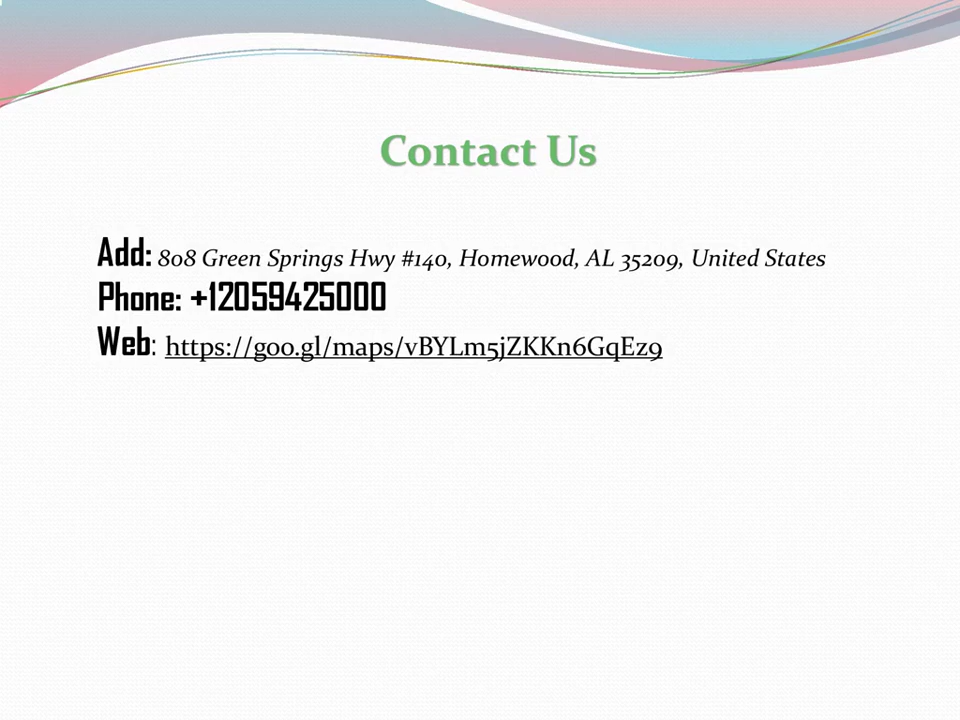 Contact Us
Add: 808 Green Springs Hwy #140, Homewood, AL 35209, United States
Phone: +12059425000
Web: https://goo.gl/maps/vBYLm5jZKKn6GqEz9